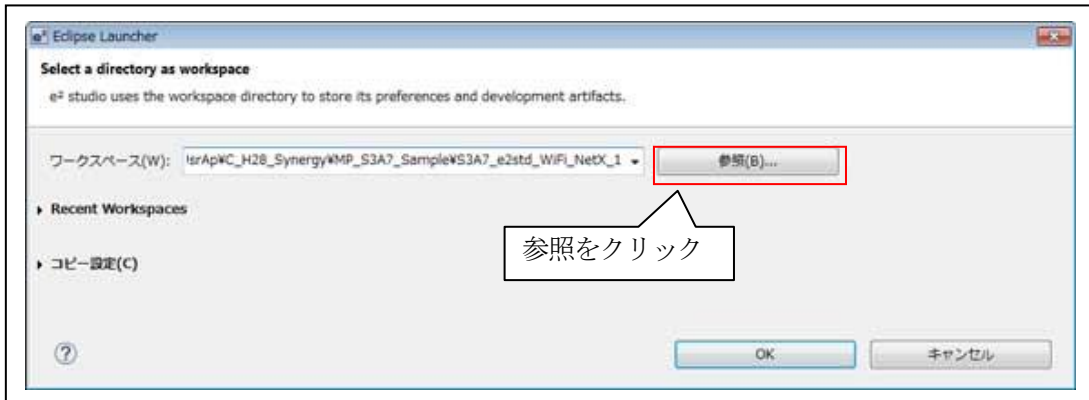 e² Eclipse Launcher
Select a directory as workspace
e² studio uses the workspace directory to store its preferences and development artifacts.
ワークスペース(W): IsrAp¥C_H28_Synergy¥MP_S3A7_Sample¥S3A7_e2std_WiFi_NetX_1 参照(B)...
Recent Workspaces
参照をクリック
コピー設定(C)
OK キャンセル